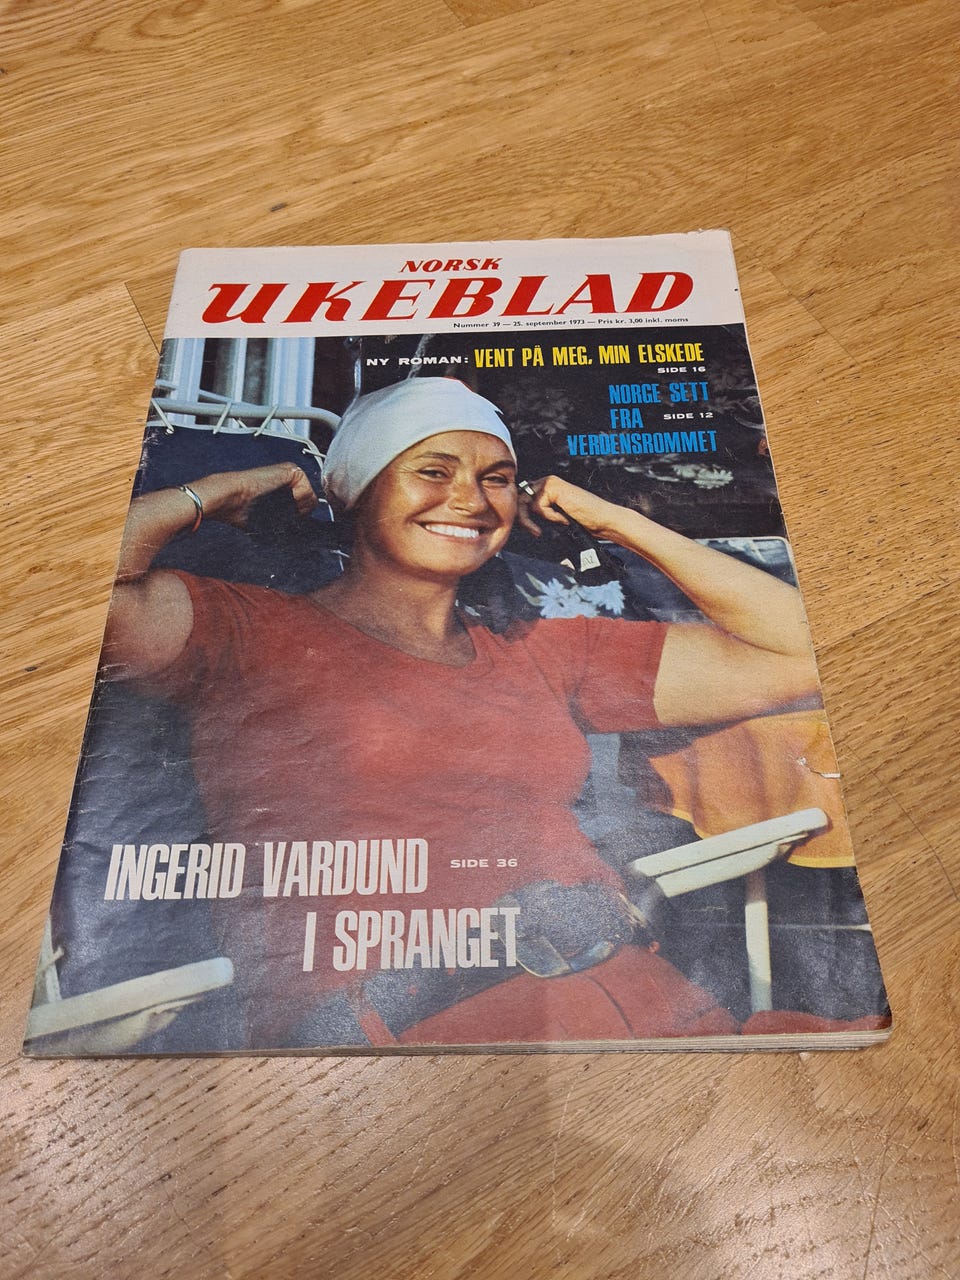 NORSK
UKEBLAD
Nummer 39 — 25. september 1973 — Pris kr. 3,00 inkl. moms
NY ROMAN: VENT PÅ MEG, MIN ELSKEDE
SIDE 16
NORGE SETT
FRA SIDE 12
VERDENSROMMET
INGERID VARDUND SIDE 36
I SPRANGET